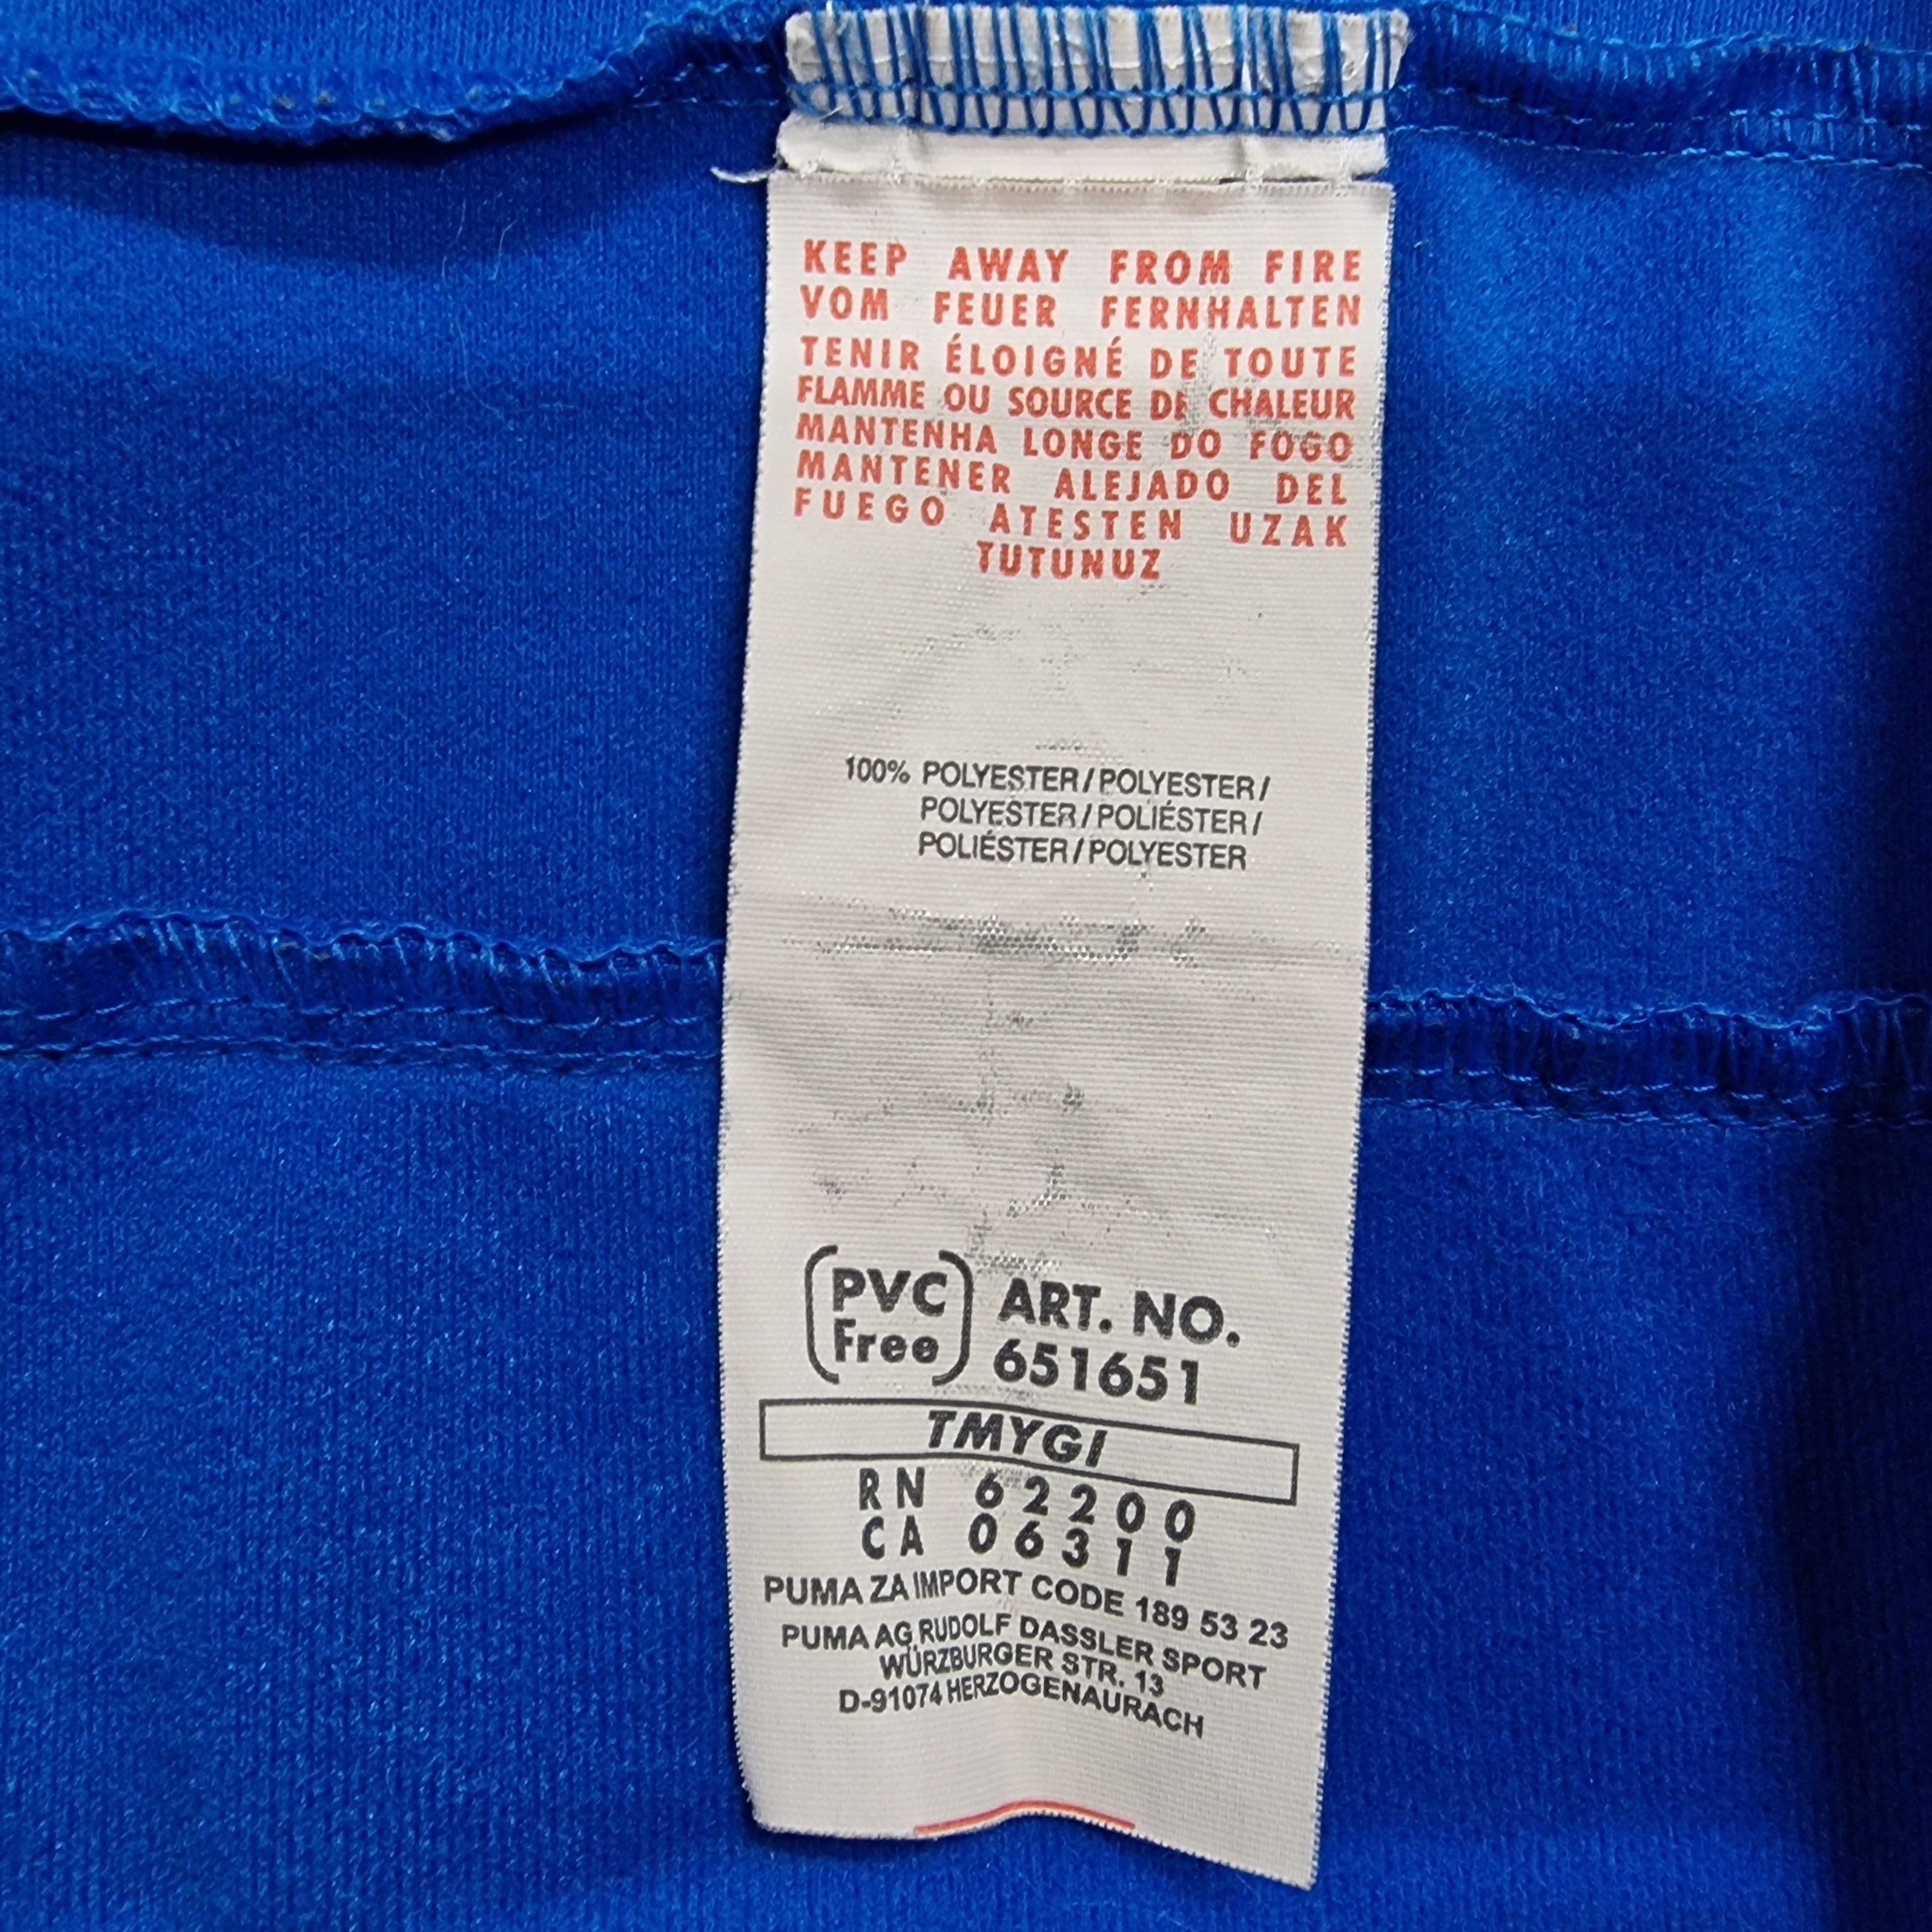 KEEP AWAY FROM FIRE
VOM FEUER FERNHALTEN
TENIR ÉLOIGNÉ DE TOUTE
FLAMME OU SOURCE DE CHALEUR
MANTENHA LONGE DO FOGO
MANTENER ALEJADO DEL
FUEGO ATESTEN UZAK
TUTUNUZ
100% POLYESTER/POLYESTER/
POLYESTER/POLIÉSTER/
POLIÉSTER/POLYESTER
(PVC Free)
ART. NO.
651651
TMYGI
RN 62200
CA 06311
PUMA ZA IMPORT CODE 189 53 23
PUMA AG RUDOLF DASSLER SPORT
WÜRZBURGER STR. 13
D-91074 HERZOGENAURACH